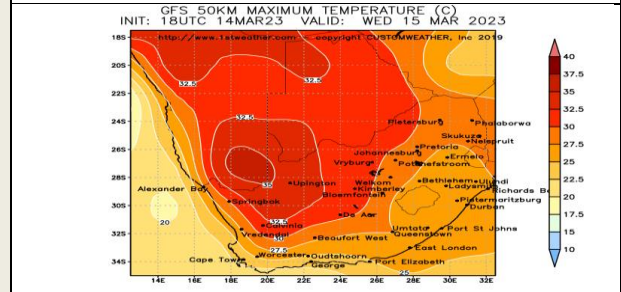 GFS 50KM MAXIMUM TEMPERATURE (C)
INIT: 18UTC 14MAR23 VALID: WED 15 MAR 2023
http://www.1stweather.com copyright CUSTOMWEATHER, Inc 2019
18S
20S
22S
24S
26S
28S
30S
32S
34S
14E 16E 18E 20E 22E 24E 26E 28E 30E 32E
32.5
32.5
32.5
35
32.5
30
27.5
25
20
Pietersburg
Phalaborwa
Skukuza
Nelspruit
Pretoria
Johannesburg
Ermelo
Vryburg
Potchefstroom
Bethlehem
Ulundi
Welkom
Ladysmith
Alexander Bay
Upington
Kimberley
Richards B
Bloemfontein
Springbok
Pietermaritzburg
Durban
De Aar
Calvinia
Umtata
Port St Johns
Vredendal
Beaufort West
Queenstown
East London
Cape Town
Worcester
Oudtshoorn
George
Port Elizabeth
40
37.5
35
32.5
30
27.5
25
22.5
20
17.5
15
10